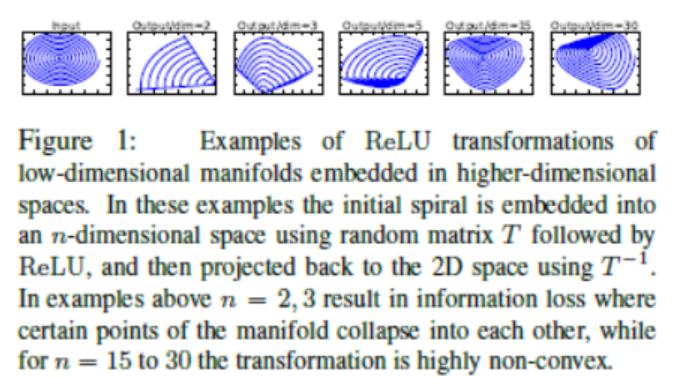 Input Output/dim=2 Output/dim=3 Output/dim=5 Output/dim=15 Output/dim=30
Figure 1: Examples of ReLU transformations of
low-dimensional manifolds embedded in higher-dimensional
spaces. In these examples the initial spiral is embedded into
an n-dimensional space using random matrix T followed by
ReLU, and then projected back to the 2D space using T⁻¹.
In examples above n = 2, 3 result in information loss where
certain points of the manifold collapse into each other, while
for n = 15 to 30 the transformation is highly non-convex.